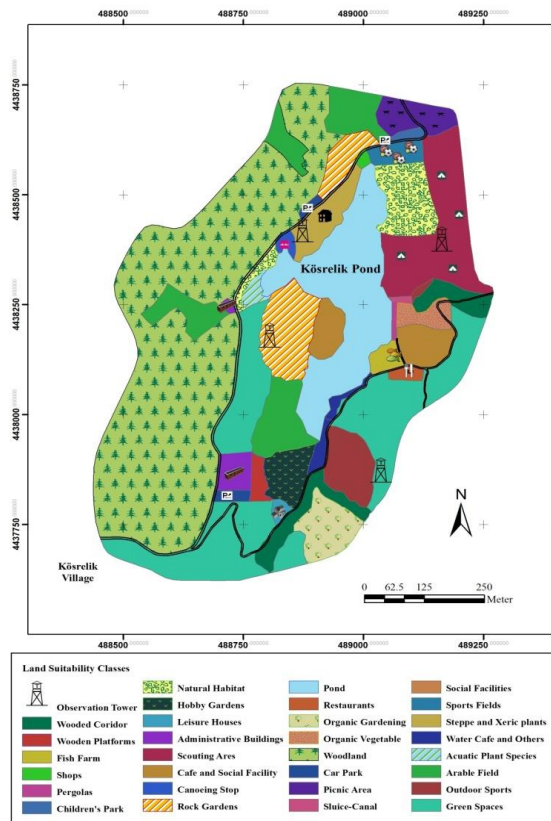 488500 488750 489000 489250
4438750
4438500
4438250
4438000
4437750
Kösrelik Pond
N
0 62.5 125 250
Meter
Kösrelik
Village
488500 488750 489000 489250
Land Suitability Classes
Observation Tower
Wooded Coridor
Wooden Platforms
Fish Farm
Shops
Pergolas
Children's Park
Natural Habitat
Hobby Gardens
Leisure Houses
Administrative Buildings
Scouting Ares
Cafe and Social Facility
Canoeing Stop
Rock Gardens
Pond
Restaurants
Organic Gardening
Organic Vegetable
Woodland
Car Park
Picnic Area
Sluice-Canal
Social Facilities
Sports Fields
Steppe and Xeric plants
Water Cafe and Others
Acuatic Plant Species
Arable Field
Outdoor Sports
Green Spaces